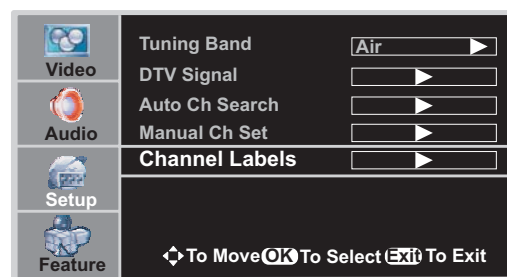 Video
Audio
Setup
Feature
Tuning Band Air
DTV Signal
Auto Ch Search
Manual Ch Set
Channel Labels
To Move OK To Select Exit To Exit